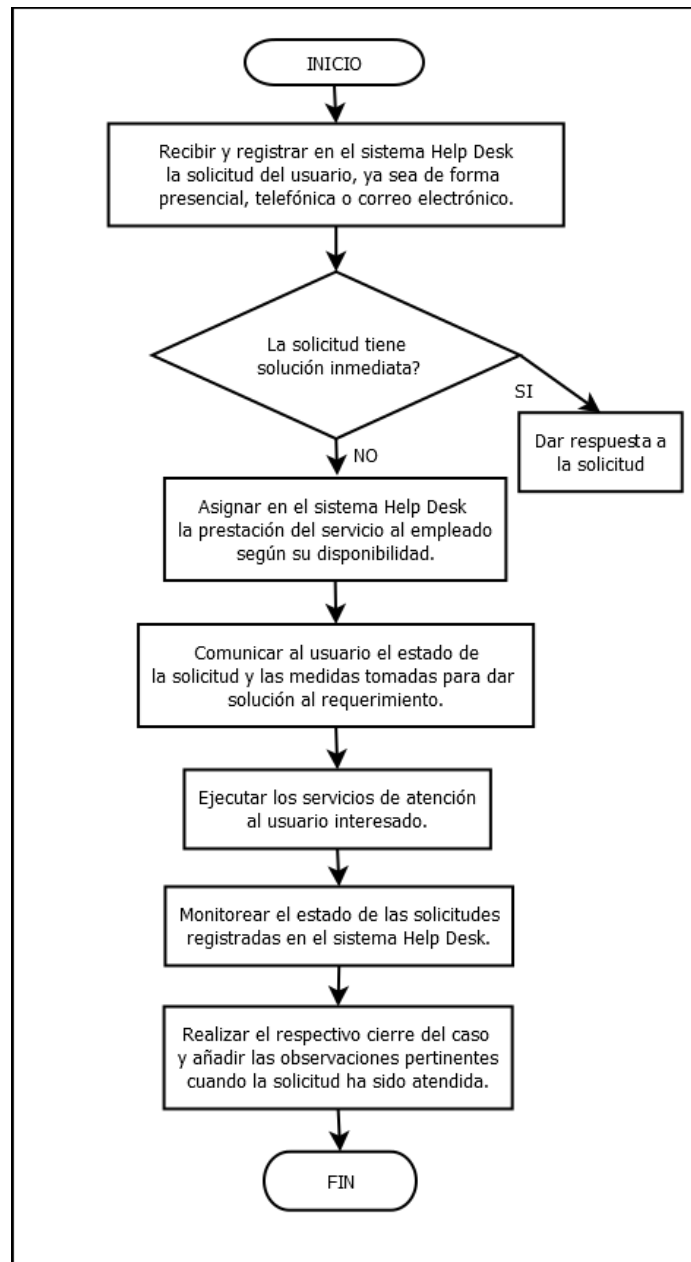 INICIO
Recibir y registrar en el sistema Help Desk
la solicitud del usuario, ya sea de forma
presencial, telefónica o correo electrónico.
La solicitud tiene
solución inmediata?
SI
Dar respuesta a
la solicitud
NO
Asignar en el sistema Help Desk
la prestación del servicio al empleado
según su disponibilidad.
Comunicar al usuario el estado de
la solicitud y las medidas tomadas para dar
solución al requerimiento.
Ejecutar los servicios de atención
al usuario interesado.
Monitorear el estado de las solicitudes
registradas en el sistema Help Desk.
Realizar el respectivo cierre del caso
y añadir las observaciones pertinentes
cuando la solicitud ha sido atendida.
FIN